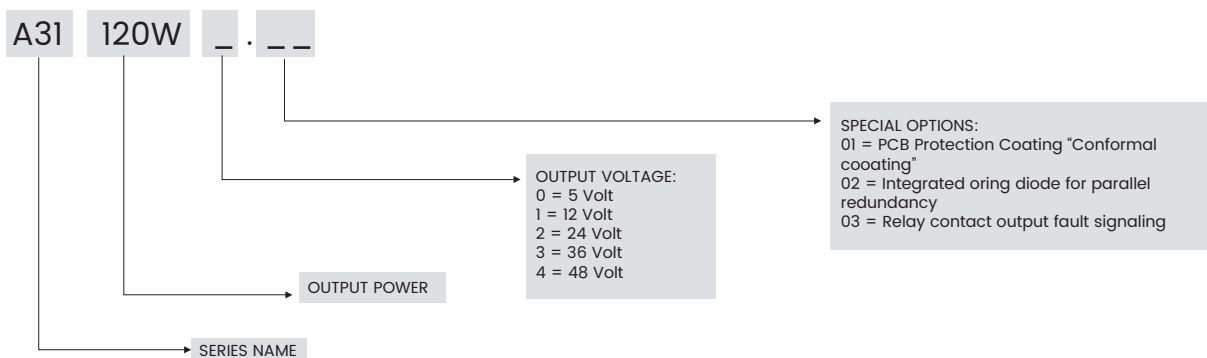 A31 120W _ . _ _
SPECIAL OPTIONS:
01 = PCB Protection Coating “Conformal
cooating”
02 = Integrated oring diode for parallel
redundancy
03 = Relay contact output fault signaling
OUTPUT VOLTAGE:
0 = 5 Volt
1 = 12 Volt
2 = 24 Volt
3 = 36 Volt
4 = 48 Volt
OUTPUT POWER
SERIES NAME